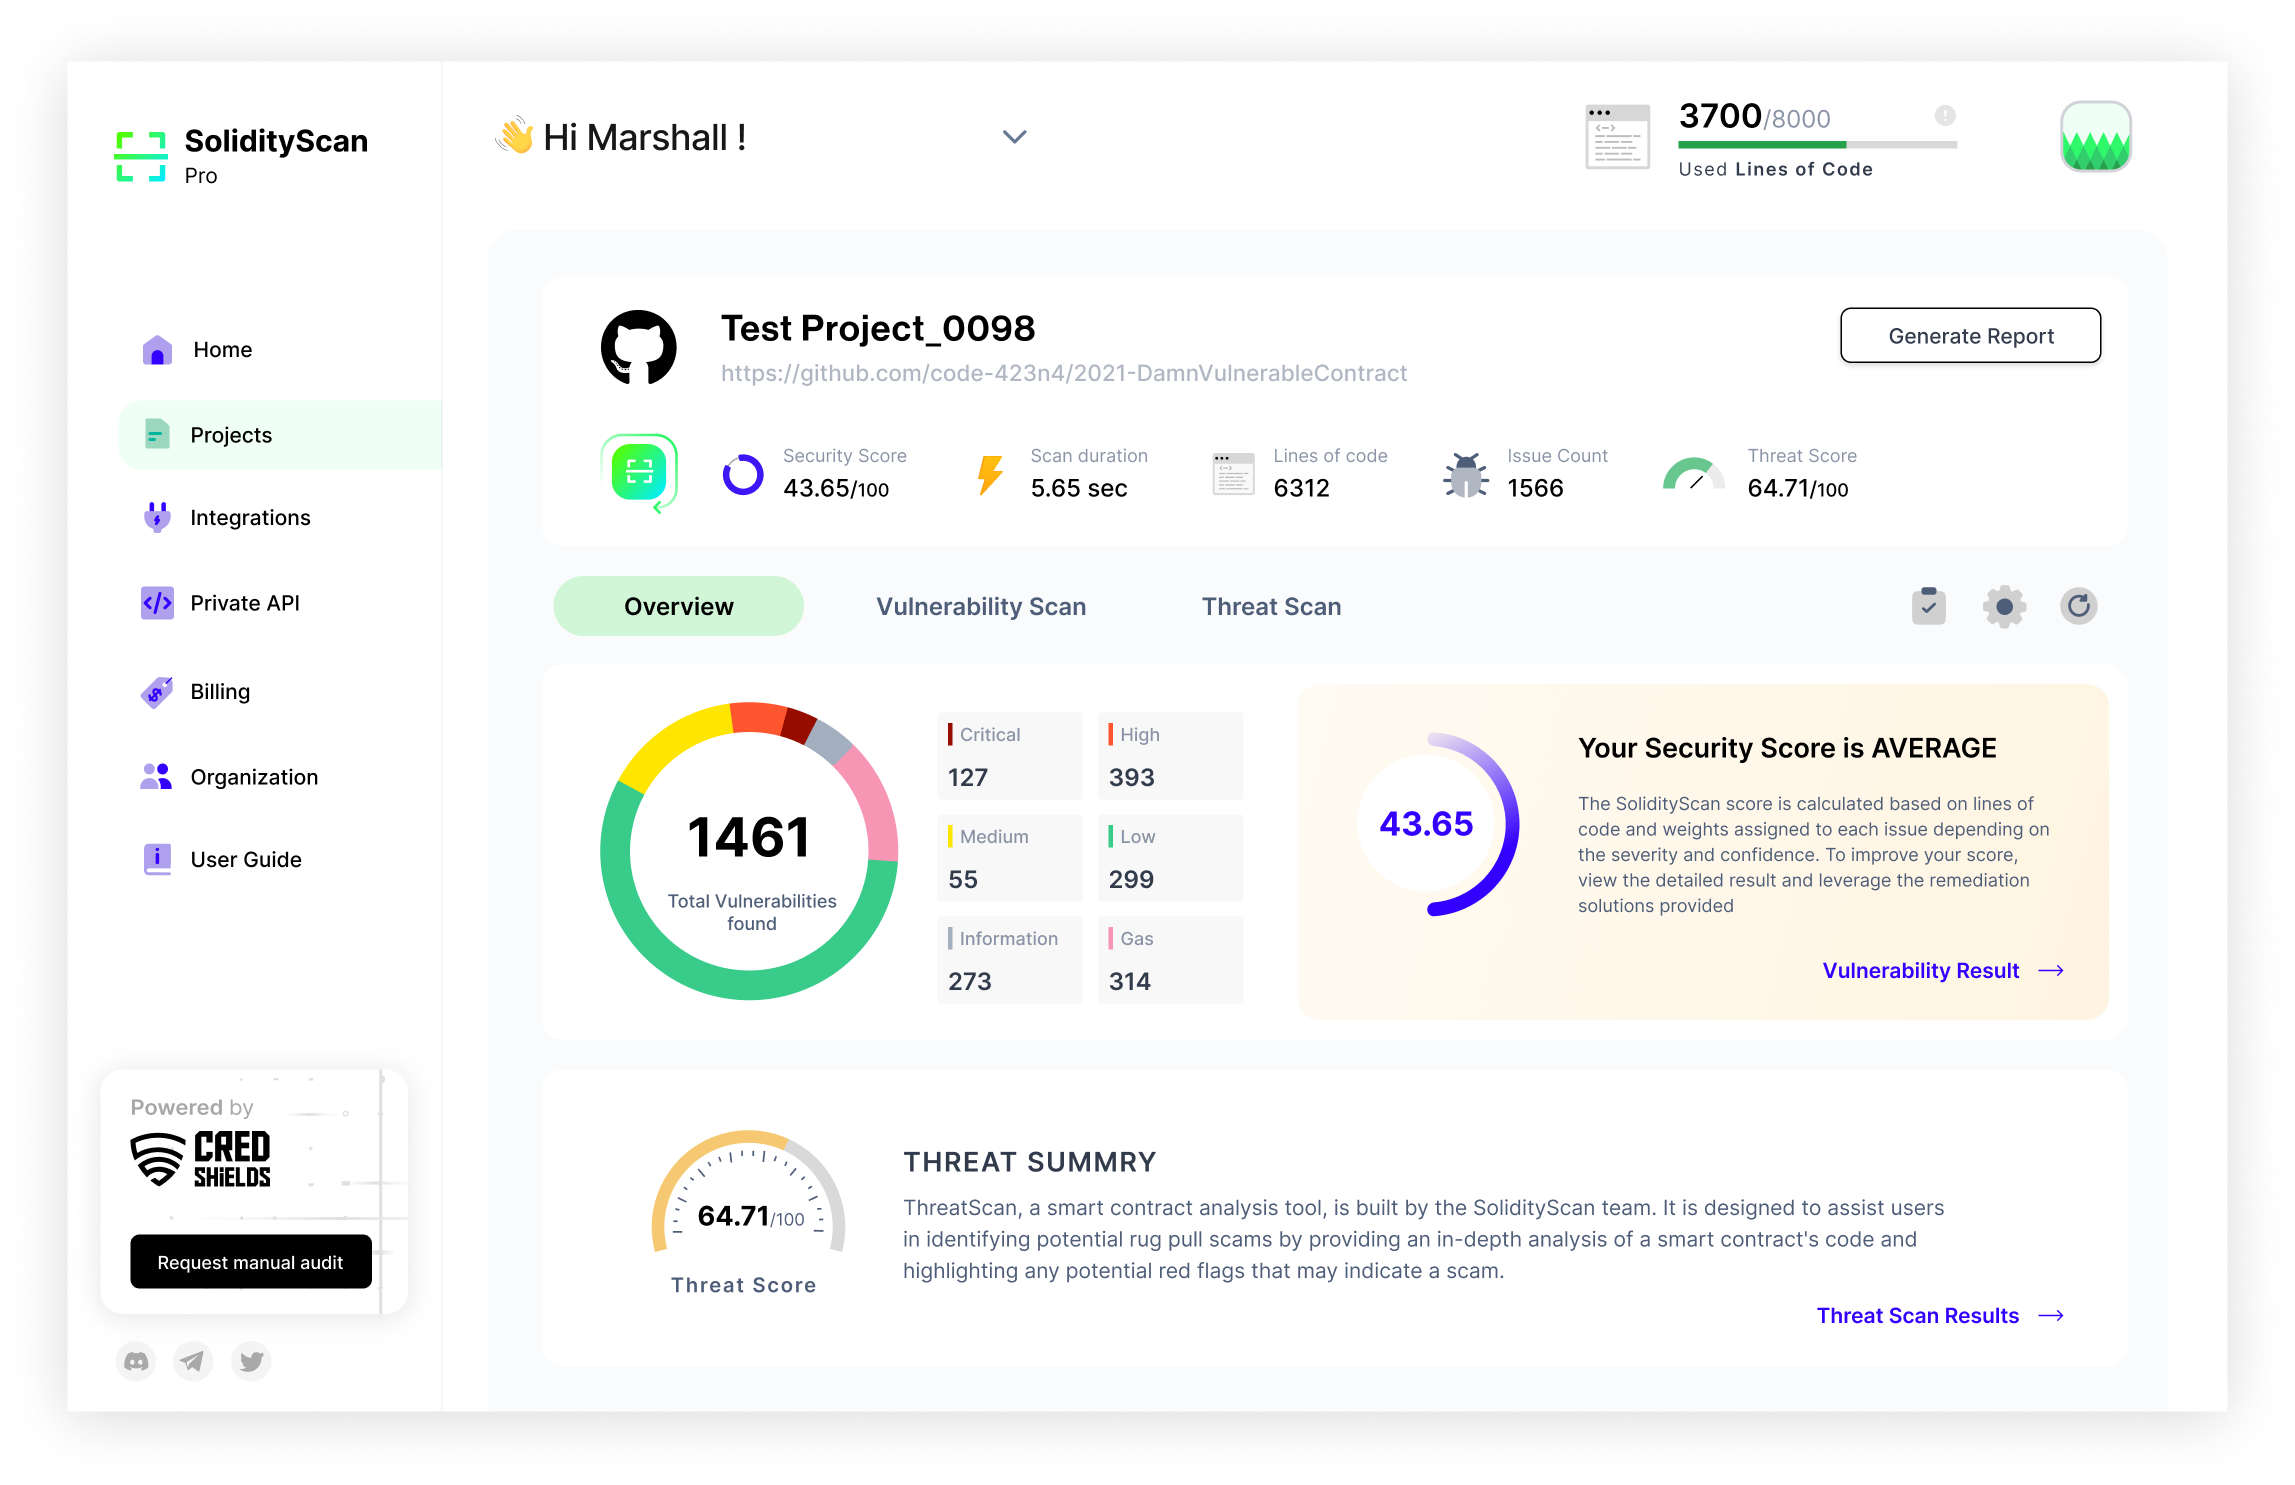 SolidityScan
Pro
Home
Projects
Integrations
Private API
Billing
Organization
User Guide
Powered by
CRED
SHiELDS
Request manual audit
👋 Hi Marshall !
3700/8000
Used Lines of Code
Test Project_0098
https://github.com/code-423n4/2021-DamnVulnerableContract
Generate Report
Security Score
43.65/100
Scan duration
5.65 sec
Lines of code
6312
Issue Count
1566
Threat Score
64.71/100
Overview
Vulnerability Scan
Threat Scan
1461
Total Vulnerabilities
found
Critical
127
High
393
Medium
55
Low
299
Information
273
Gas
314
43.65
Your Security Score is AVERAGE
The SolidityScan score is calculated based on lines of
code and weights assigned to each issue depending on
the severity and confidence. To improve your score,
view the detailed result and leverage the remediation
solutions provided
Vulnerability Result
64.71/100
Threat Score
THREAT SUMMRY
ThreatScan, a smart contract analysis tool, is built by the SolidityScan team. It is designed to assist users
in identifying potential rug pull scams by providing an in-depth analysis of a smart contract's code and
highlighting any potential red flags that may indicate a scam.
Threat Scan Results